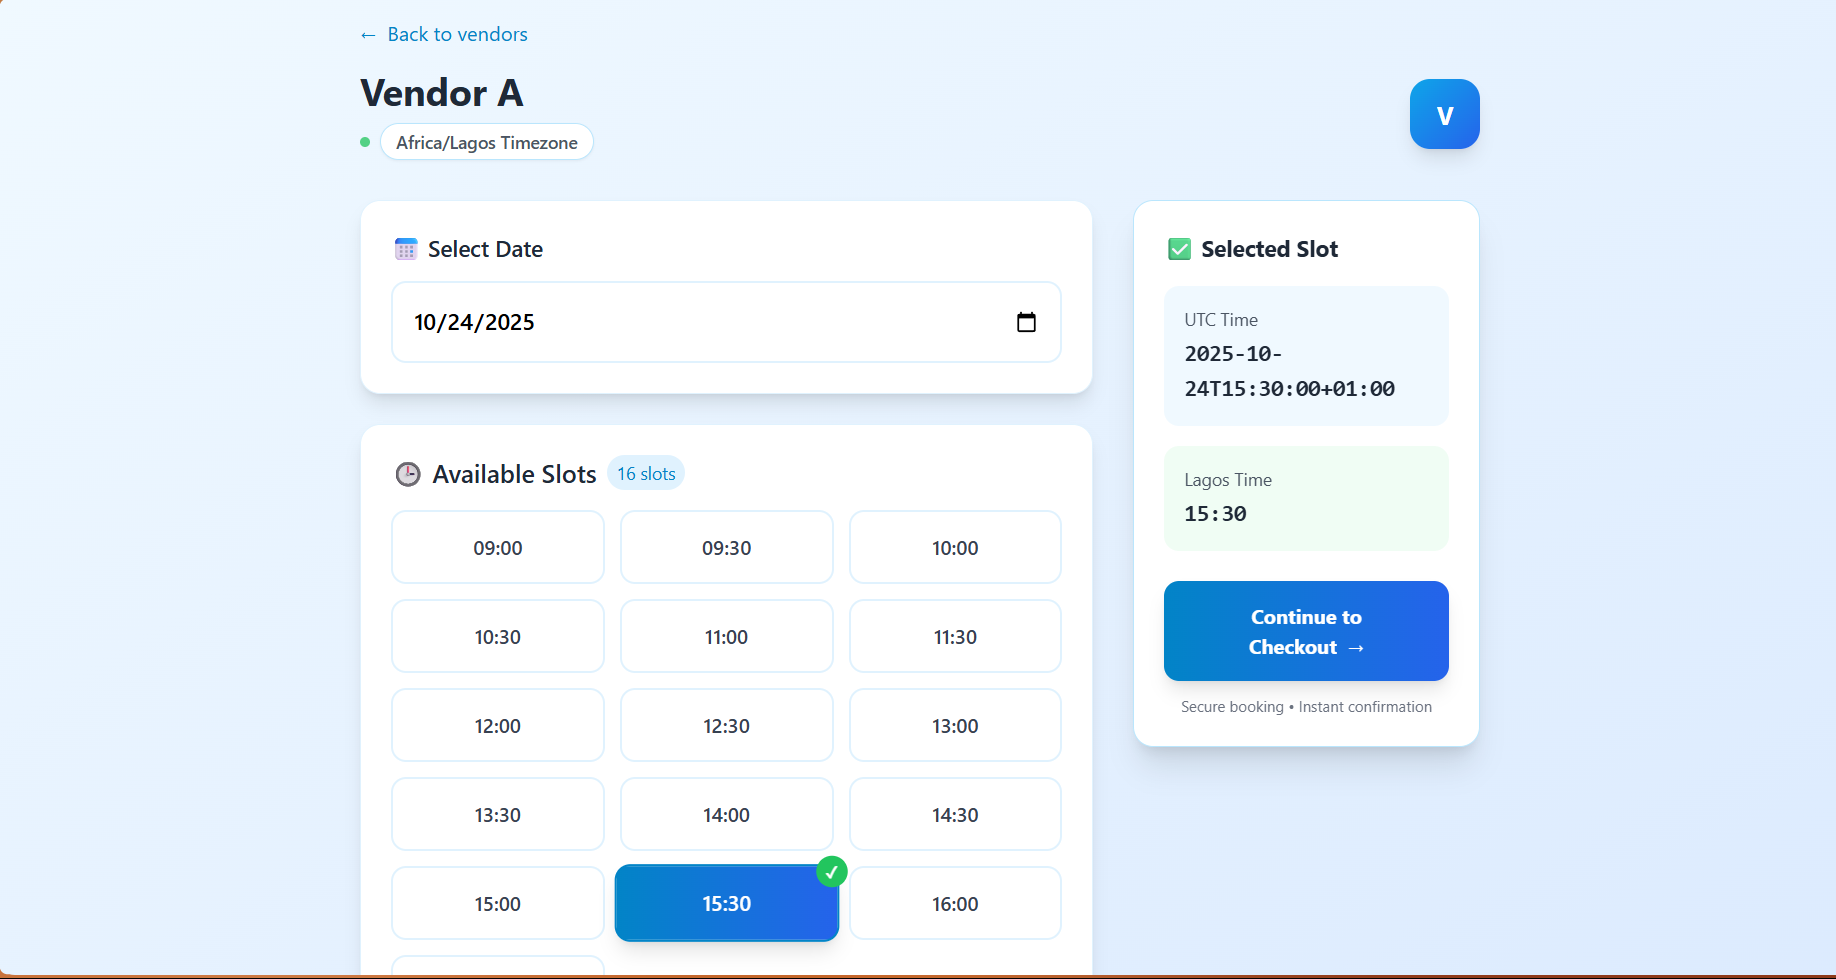 ← Back to vendors
Vendor A
Africa/Lagos Timezone
V
Select Date
10/24/2025
Available Slots 16 slots
09:00 09:30 10:00
10:30 11:00 11:30
12:00 12:30 13:00
13:30 14:00 14:30
15:00 15:30 16:00
Selected Slot
UTC Time
2025-10-
24T15:30:00+01:00
Lagos Time
15:30
Continue to
Checkout →
Secure booking • Instant confirmation